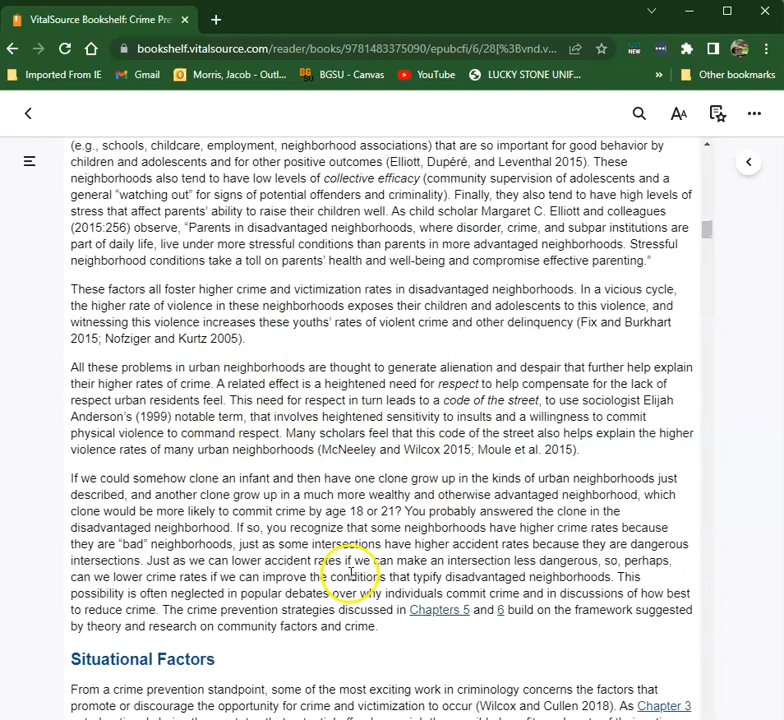 VitalSource Bookshelf: Crime Pre
bookshelf.vitalsource.com/reader/books/9781483375090/epubcfi/6/28[%3Bvnd.v
NEW
Imported From IE
Gmail
Morris, Jacob - Outl...
BGSU
BGSU - Canvas
YouTube
LUCKY STONE UNIF...
»
Other bookmarks
AA
(e.g., schools, childcare, employment, neighborhood associations) that are so important for good behavior by
children and adolescents and for other positive outcomes (Elliott, Dupéré, and Leventhal 2015). These
neighborhoods also tend to have low levels of collective efficacy (community supervision of adolescents and a
general “watching out” for signs of potential offenders and criminality). Finally, they also tend to have high levels of
stress that affect parents’ ability to raise their children well. As child scholar Margaret C. Elliott and colleagues
(2015:256) observe, “Parents in disadvantaged neighborhoods, where disorder, crime, and subpar institutions are
part of daily life, live under more stressful conditions than parents in more advantaged neighborhoods. Stressful
neighborhood conditions take a toll on parents’ health and well-being and compromise effective parenting.”
These factors all foster higher crime and victimization rates in disadvantaged neighborhoods. In a vicious cycle,
the higher rate of violence in these neighborhoods exposes their children and adolescents to this violence, and
witnessing this violence increases these youths’ rates of violent crime and other delinquency (Fix and Burkhart
2015; Nofziger and Kurtz 2005).
All these problems in urban neighborhoods are thought to generate alienation and despair that further help explain
their higher rates of crime. A related effect is a heightened need for respect to help compensate for the lack of
respect urban residents feel. This need for respect in turn leads to a code of the street, to use sociologist Elijah
Anderson’s (1999) notable term, that involves heightened sensitivity to insults and a willingness to commit
physical violence to command respect. Many scholars feel that this code of the street also helps explain the higher
violence rates of many urban neighborhoods (McNeeley and Wilcox 2015; Moule et al. 2015).
If we could somehow clone an infant and then have one clone grow up in the kinds of urban neighborhoods just
described, and another clone grow up in a much more wealthy and otherwise advantaged neighborhood, which
clone would be more likely to commit crime by age 18 or 21? You probably answered the clone in the
disadvantaged neighborhood. If so, you recognize that some neighborhoods have higher crime rates because
they are “bad” neighborhoods, just as some intersections have higher accident rates because they are dangerous
intersections. Just as we can lower accident rates if we can make an intersection less dangerous, so, perhaps,
can we lower crime rates if we can improve the conditions that typify disadvantaged neighborhoods. This
possibility is often neglected in popular debates over why individuals commit crime and in discussions of how best
to reduce crime. The crime prevention strategies discussed in Chapters 5 and 6 build on the framework suggested
by theory and research on community factors and crime.
Situational Factors
From a crime prevention standpoint, some of the most exciting work in criminology concerns the factors that
promote or discourage the opportunity for crime and victimization to occur (Wilcox and Cullen 2018). As Chapter 3